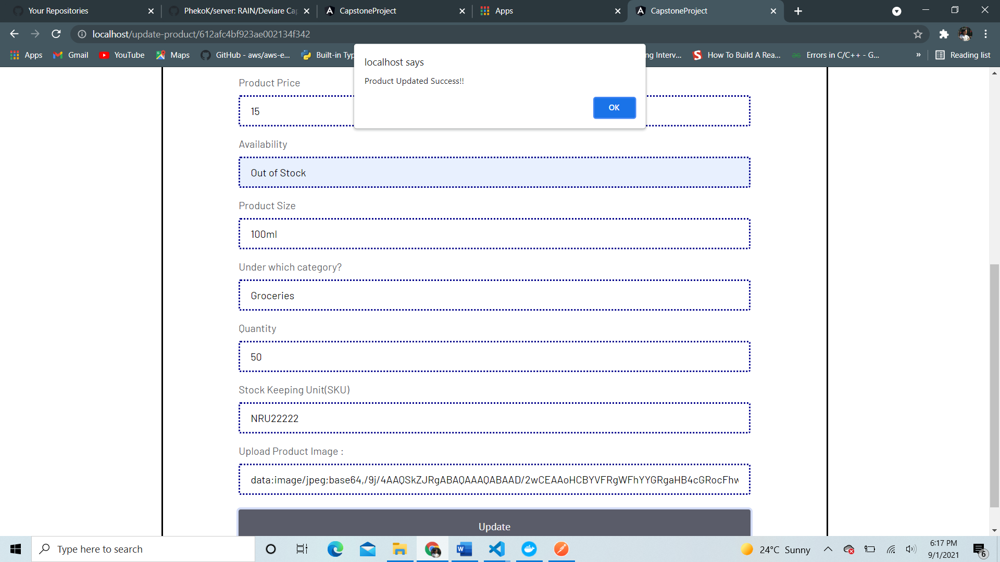 Your Repositories
PhekoK/server: RAIN/Deviare Cap
CapstoneProject
Apps
CapstoneProject
localhost/update-product/612afc4bf923ae002134f342
Apps
Gmail
YouTube
Maps
GitHub - aws/aws-e...
Built-in Typ
ng Interv...
How To Build A Rea...
Errors in C/C++ - G...
»
Reading list
localhost says
Product Updated Success!!
OK
Product Price
15
Availability
Out of Stock
Product Size
100ml
Under which category?
Groceries
Quantity
50
Stock Keeping Unit(SKU)
NRU22222
Upload Product Image :
data:image/jpeg;base64,/9j/4AAQSkZJRgABAQAAAQABAAD/2wCEAAoHCBYVFRgWFhYYGRgaHB4cGRocFhw
Update
Type here to search
24°C Sunny
6:17 PM
9/1/2021
6